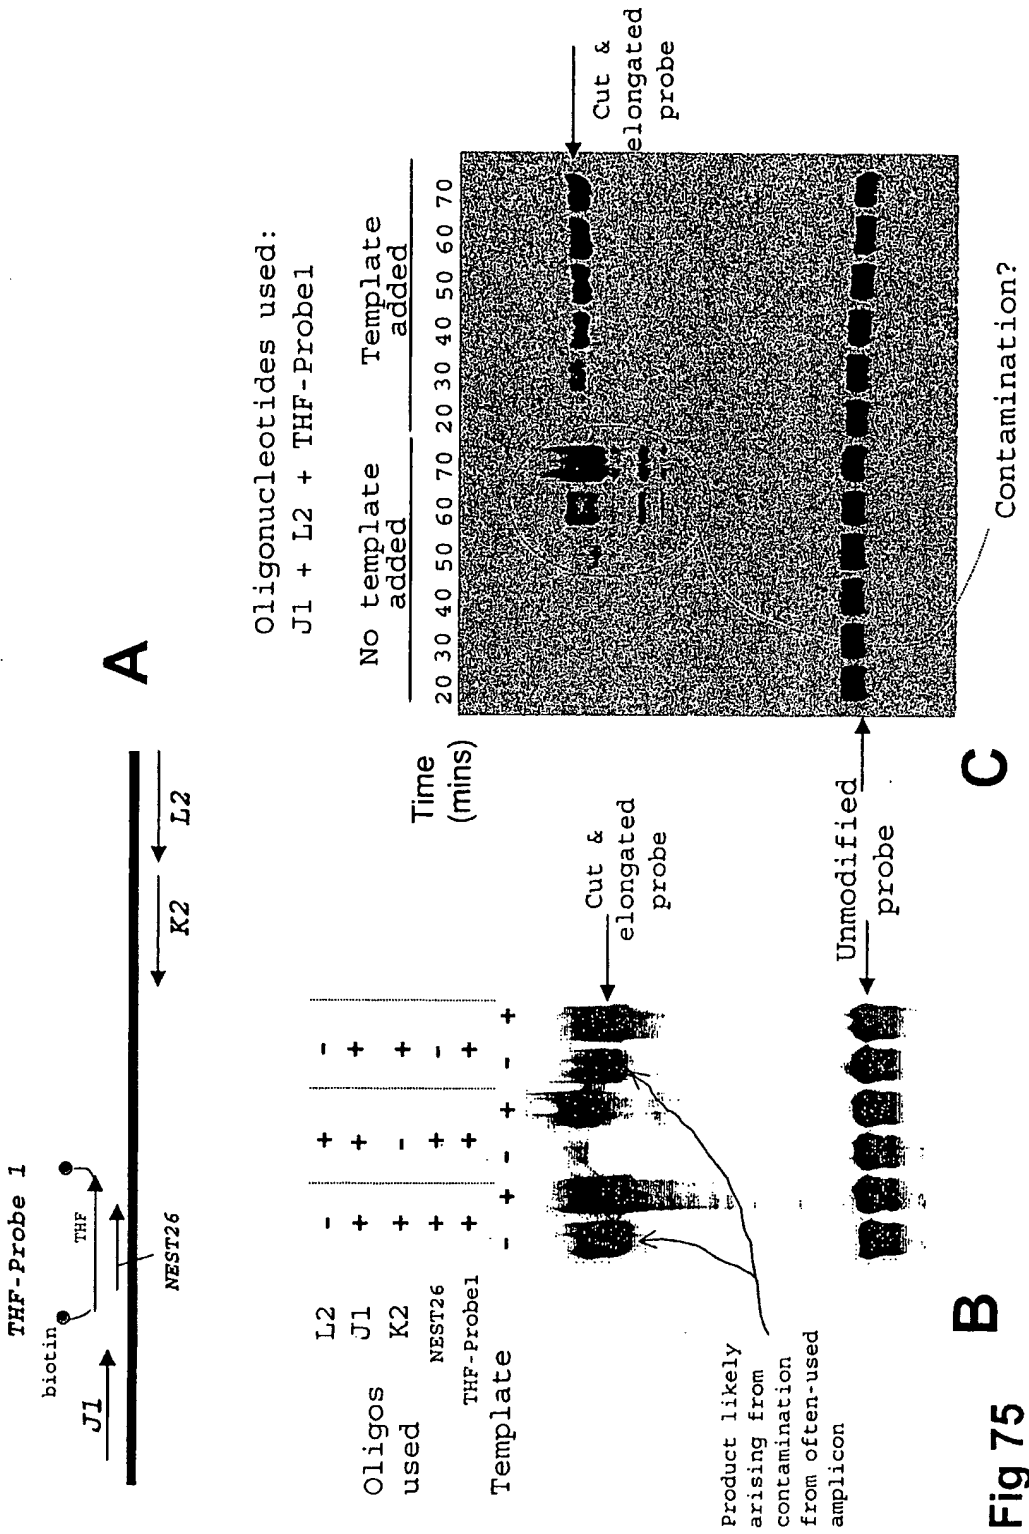 THF-Probe 1
biotin
THF
J1
NEST26
K2
L2
A
Oligos
used
L2 - + -
J1 + + +
K2 + - +
NEST26 + + -
THF-Probe1 + + +
Template - + - + - +
Cut &
elongated
probe
Unmodified
probe
Product likely
arising from
contamination
from often-used
amplicon
B
Oligonucleotides used:
J1 + L2 + THF-Probe1
No template
added
Template
added
Time
(mins)
20 30 40 50 60 70 20 30 40 50 60 70
Cut &
elongated
probe
Contamination?
C
Fig 75